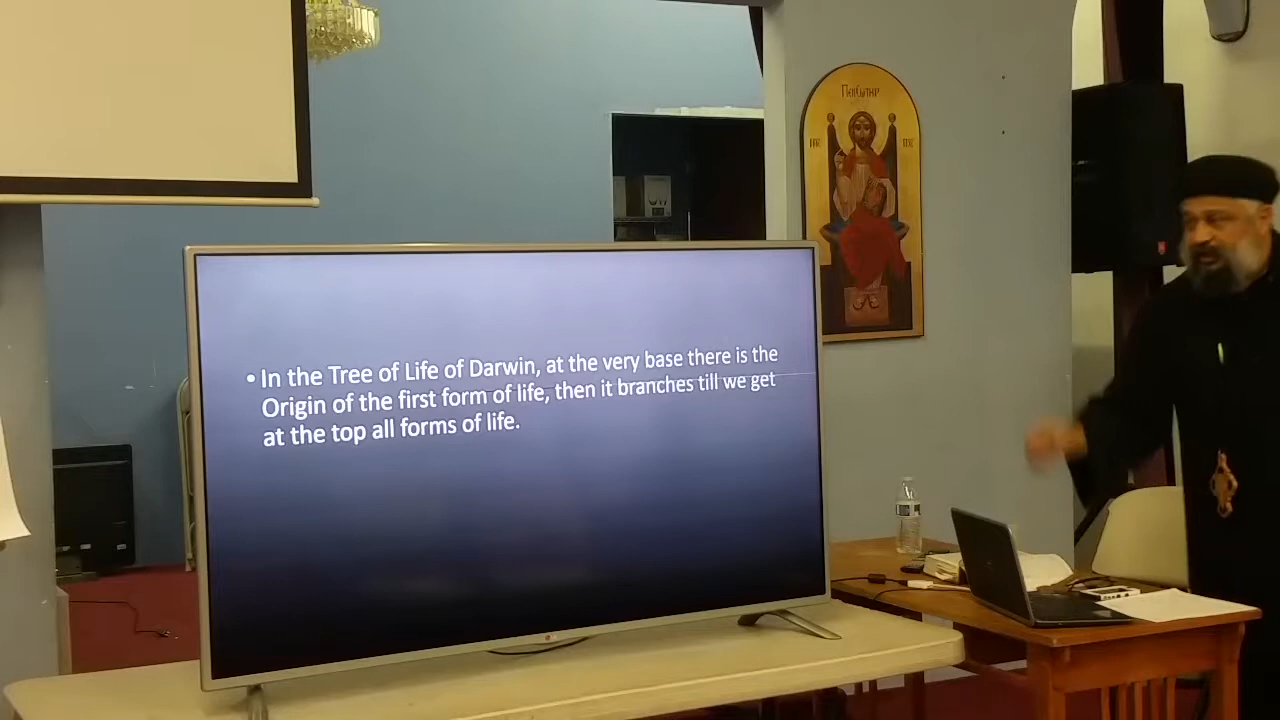 • In the Tree of Life of Darwin, at the very base there is the
Origin of the first form of life, then it branches till we get
at the top all forms of life.